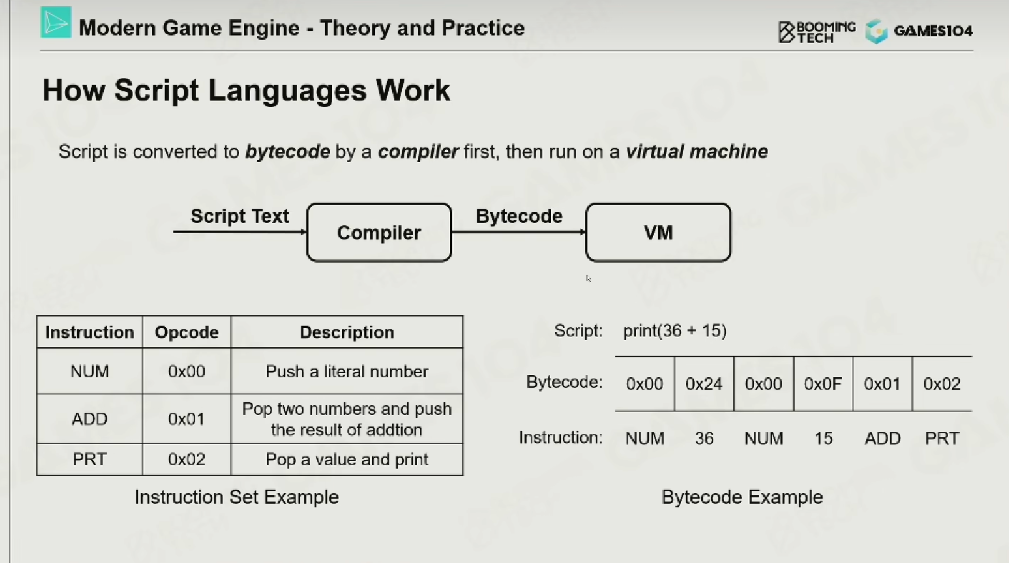 Modern Game Engine - Theory and Practice
BOOMING
TECH
GAMES104
How Script Languages Work
Script is converted to bytecode by a compiler first, then run on a virtual machine
Script Text
Compiler
Bytecode
VM
Instruction Opcode Description
NUM 0x00 Push a literal number
ADD 0x01 Pop two numbers and push
the result of addtion
PRT 0x02 Pop a value and print
Instruction Set Example
Script: print(36 + 15)
Bytecode: 0x00 0x24 0x00 0x0F 0x01 0x02
Instruction: NUM 36 NUM 15 ADD PRT
Bytecode Example